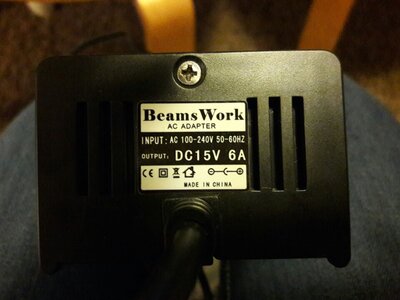 BeamsWork
AC ADAPTER
INPUT: AC 100-240V 50-60HZ
OUTPUT: DC15V 6A
MADE IN CHINA